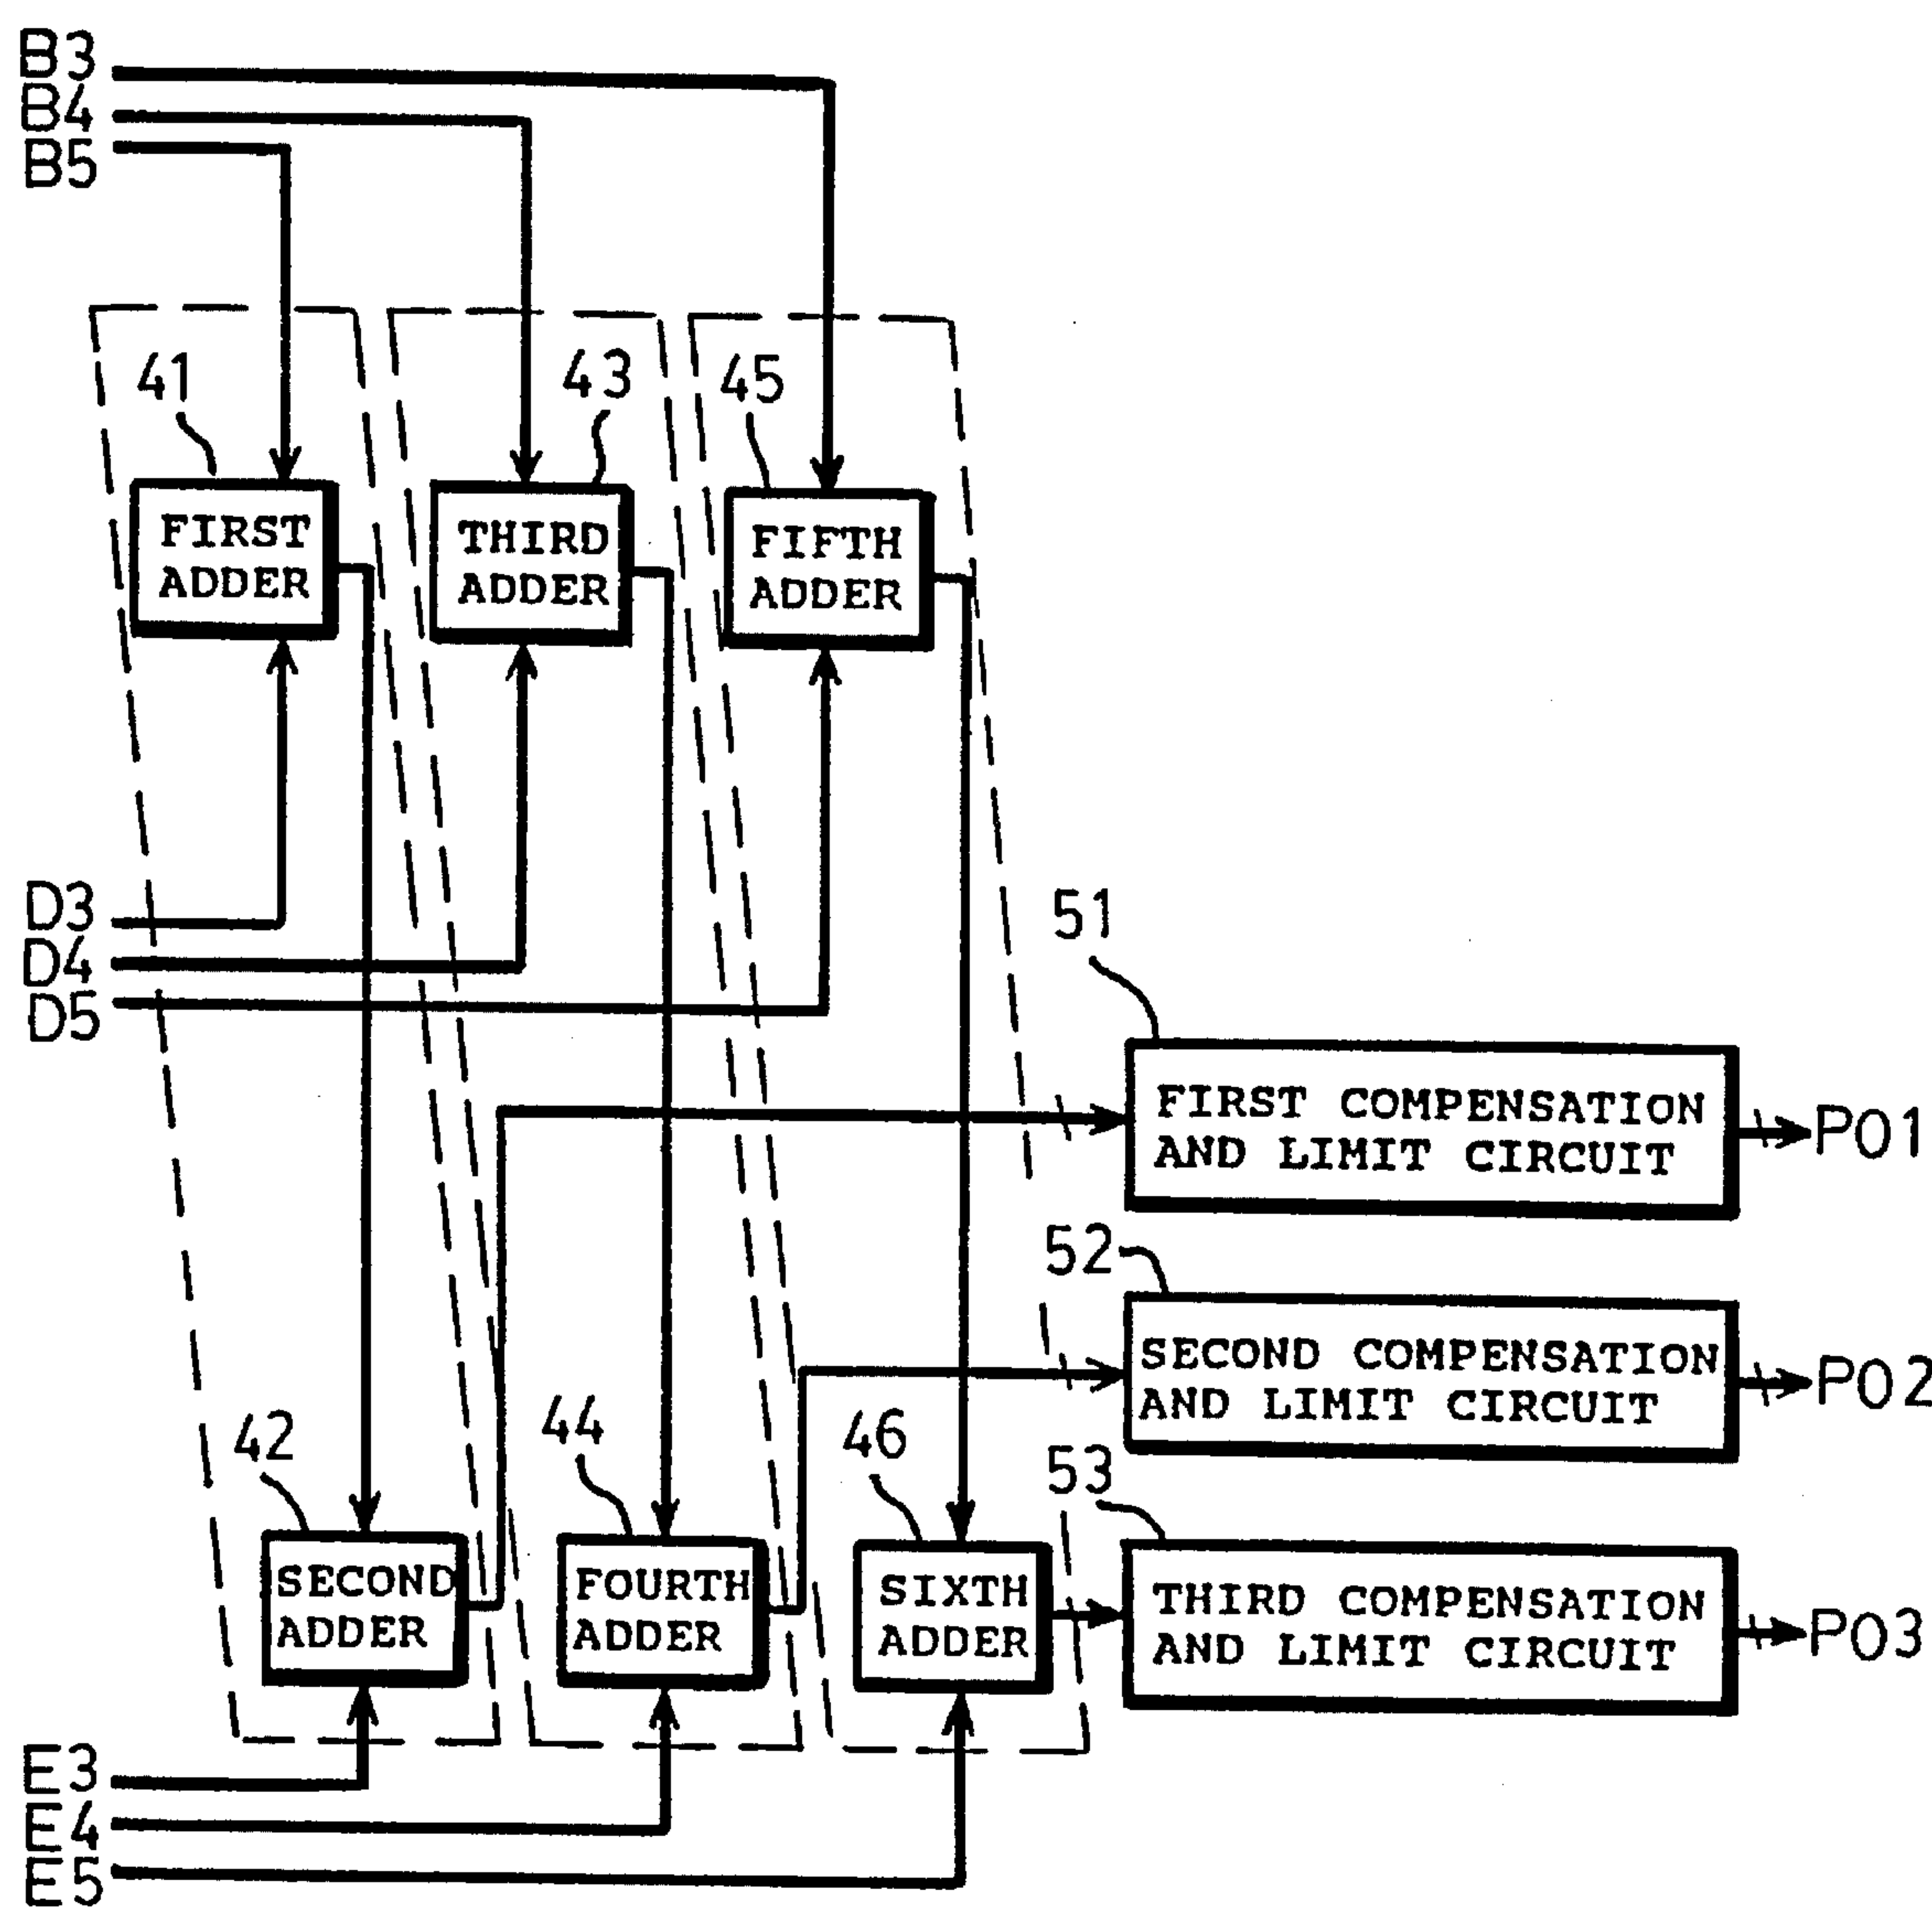 B3
B4
B5
41
43
45
FIRST
ADDER
THIRD
ADDER
FIFTH
ADDER
D3
D4
D5
51
FIRST COMPENSATION
AND LIMIT CIRCUIT
PO1
52
SECOND COMPENSATION
AND LIMIT CIRCUIT
PO2
42
44
46
53
SECOND
ADDER
FOURTH
ADDER
SIXTH
ADDER
THIRD COMPENSATION
AND LIMIT CIRCUIT
PO3
E3
E4
E5